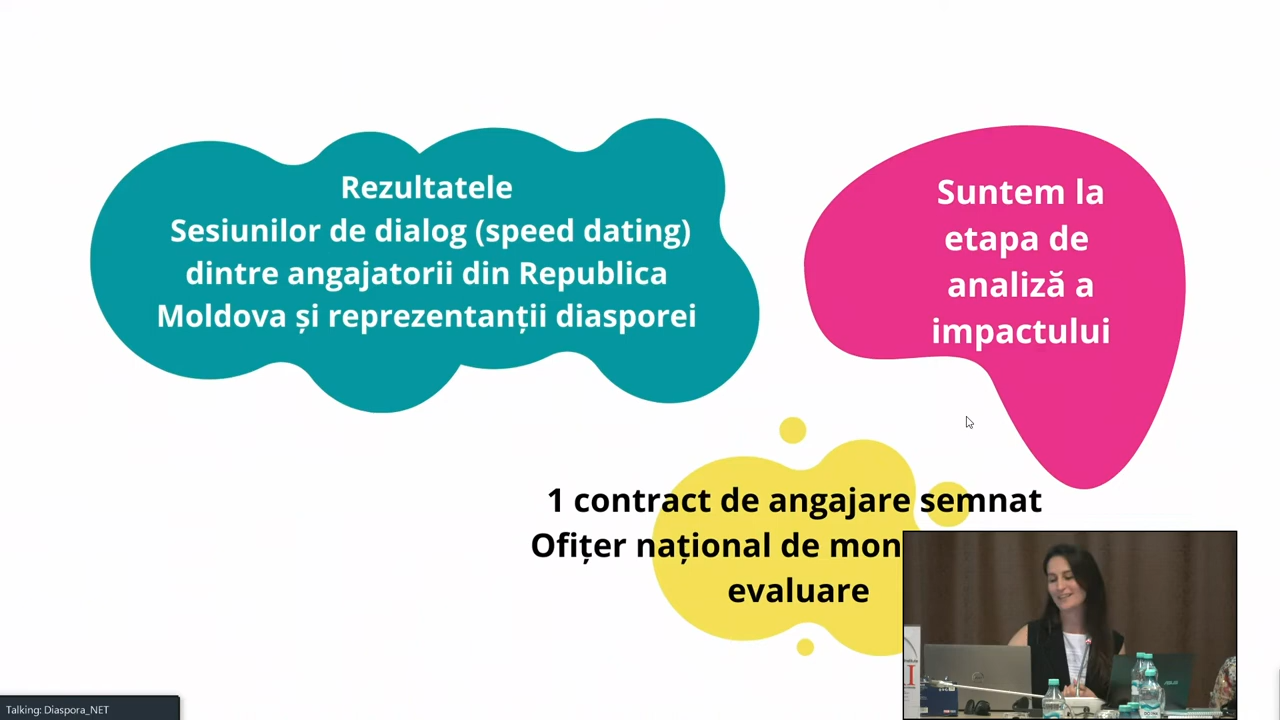 Rezultatele
Sesiunilor de dialog (speed dating)
dintre angajatorii din Republica
Moldova și reprezentanții diasporei
Suntem la
etapa de
analiză a
impactului
1 contract de angajare semnat
Ofițer național de mon
evaluare
Talking: Diaspora_NET